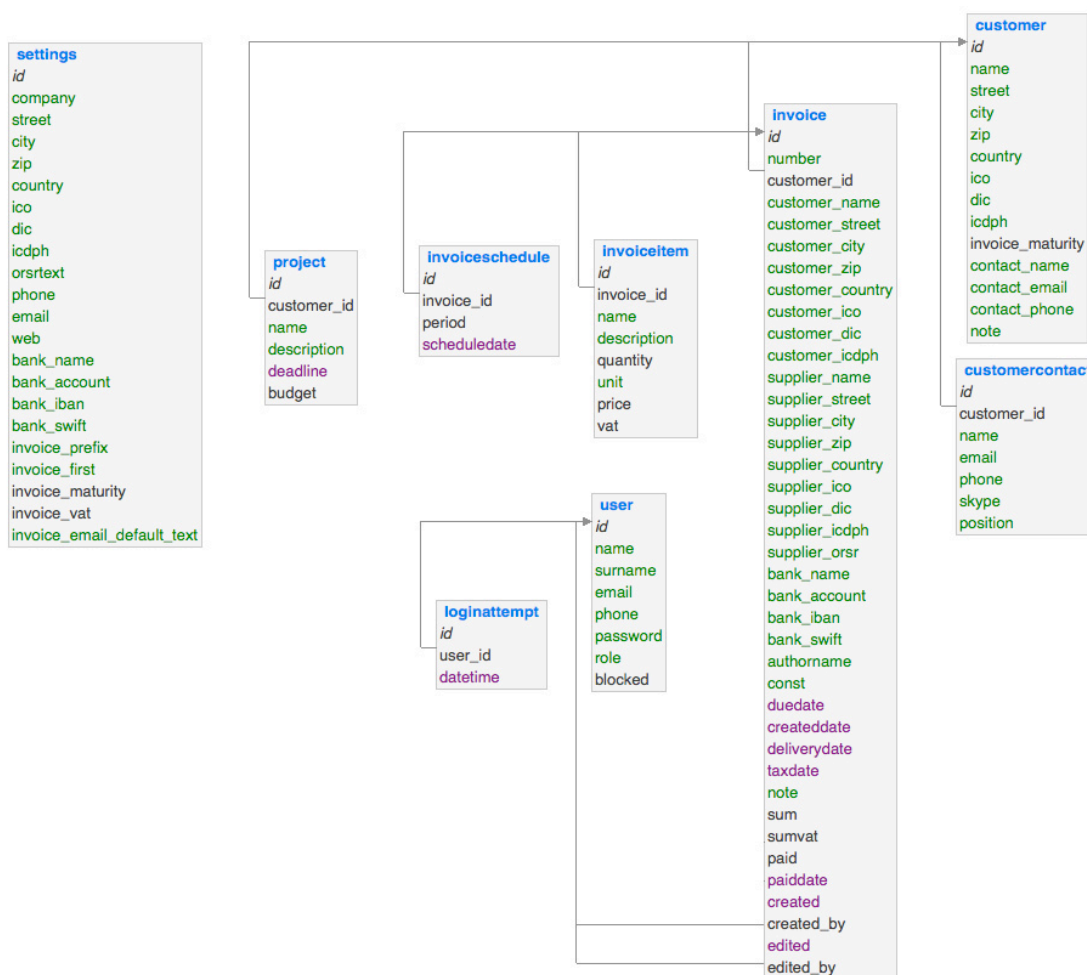 settings
id
company
street
city
zip
country
ico
dic
icdph
orsrtext
phone
email
web
bank_name
bank_account
bank_iban
bank_swift
invoice_prefix
invoice_first
invoice_maturity
invoice_vat
invoice_email_default_text
project
id
customer_id
name
description
deadline
budget
invoiceschedule
id
invoice_id
period
scheduledate
invoiceitem
id
invoice_id
name
description
quantity
unit
price
vat
loginattempt
id
user_id
datetime
user
id
name
surname
email
phone
password
role
blocked
invoice
id
number
customer_id
customer_name
customer_street
customer_city
customer_zip
customer_country
customer_ico
customer_dic
customer_icdph
supplier_name
supplier_street
supplier_city
supplier_zip
supplier_country
supplier_ico
supplier_dic
supplier_icdph
supplier_orsr
bank_name
bank_account
bank_iban
bank_swift
authorname
const
duedate
createddate
deliverydate
taxdate
note
sum
sumvat
paid
paiddate
created
created_by
edited
edited_by
customer
id
name
street
city
zip
country
ico
dic
icdph
invoice_maturity
contact_name
contact_email
contact_phone
note
customercontact
id
customer_id
name
email
phone
skype
position